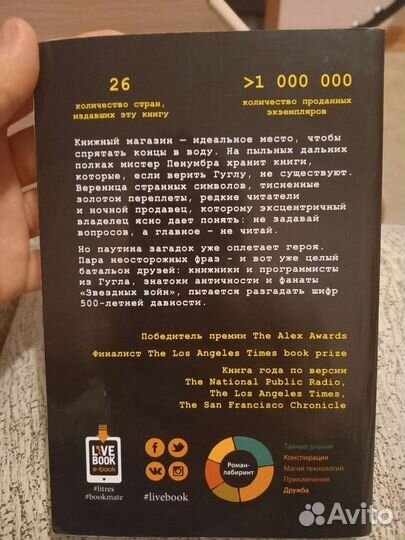 26
количество стран,
издавших эту книгу
>1 000 000
количество проданных
экземпляров
Книжный магазин — идеальное место, чтобы
спрятать концы в воду. На пыльных дальних
полках мистер Пенумбра хранит книги,
которые, если верить Гуглу, не существуют.
Вереница странных символов, тисненные
золотом переплеты, редкие читатели
и ночной продавец, которому эксцентричный
владелец ясно дает понять: не задавай
вопросов, а главное — не читай.
Но паутина загадок уже оплетает героя.
Пара неосторожных фраз - и вот уже целый
батальон друзей: книжники и программисты
из Гугла, знатоки античности и фанаты
«Звездных войн», пытается разгадать шифр
500-летней давности.
Победитель премии The Alex Awards
Финалист The Los Angeles Times book prize
Книга года по версии
The National Public Radio,
The Los Angeles Times,
The San Francisco Chronicle
LIVE
BOOK
e-book
#litres
#bookmate
#livebook
Роман-
лабиринт
Тайные знания
Конспирация
Магия технологий
Приключения
Дружба
Avito